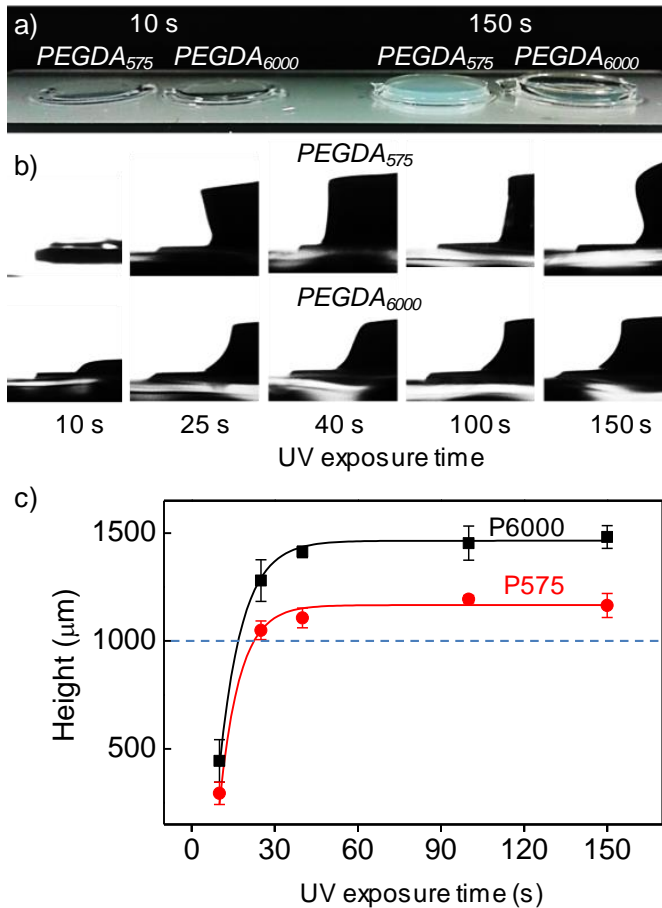 a)
10 s
150 s
PEGDA575
PEGDA6000
PEGDA575
PEGDA6000
b)
PEGDA575
PEGDA6000
10 s
25 s
40 s
100 s
150 s
UV exposure time
c)
1500
1000
500
Height (μm)
P6000
P575
0
30
60
90
120
150
UV exposure time (s)